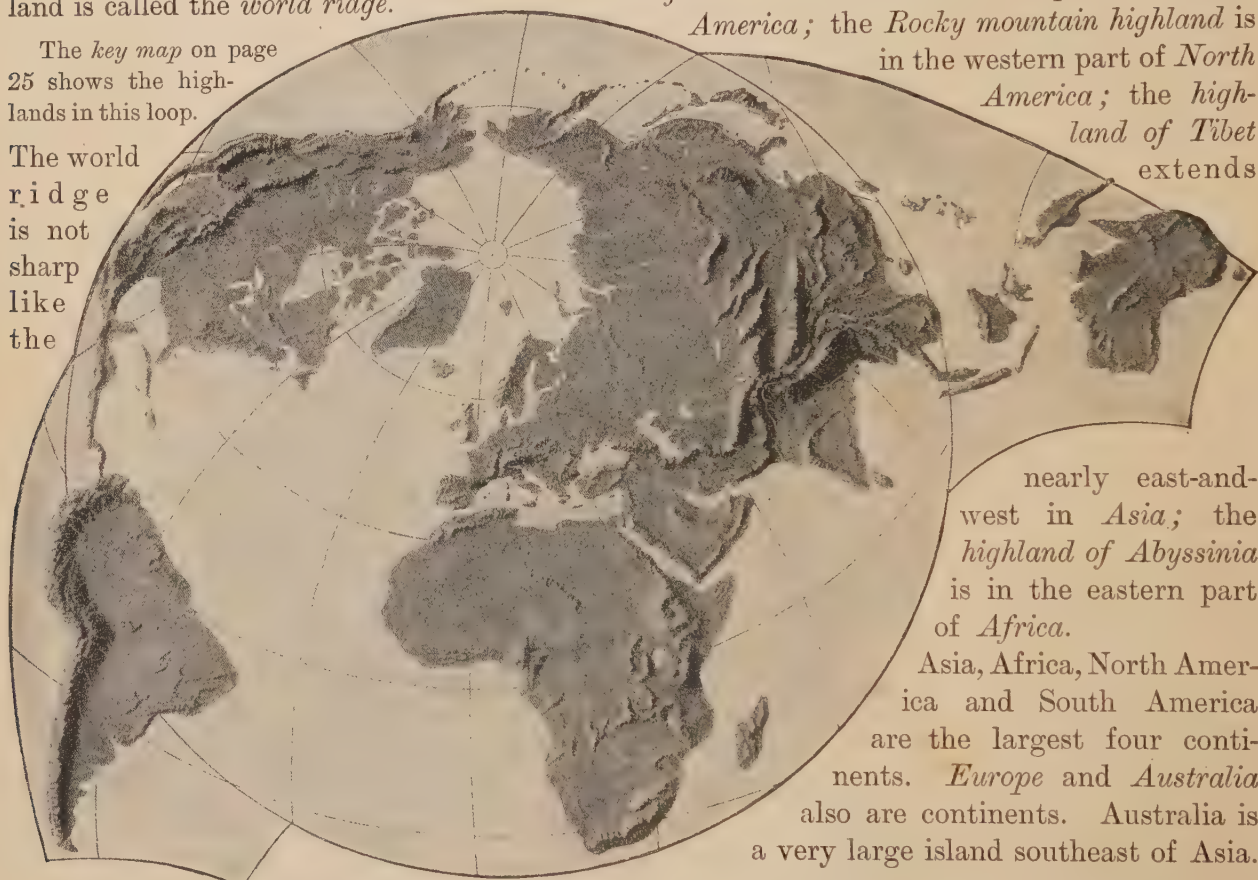 land is called the world ridge.
The key map on page
25 shows the high-
lands in this loop.
The world
ridge
is not
sharp
like
the
America; the Rocky mountain highland is
in the western part of North
America; the high-
land of Tibet
extends
nearly east-and-
west in Asia; the
highland of Abyssinia
is in the eastern part
of Africa.
Asia, Africa, North Amer-
ica and South America
are the largest four conti-
nents. Europe and Australia
also are continents. Australia is
a very large island southeast of Asia.